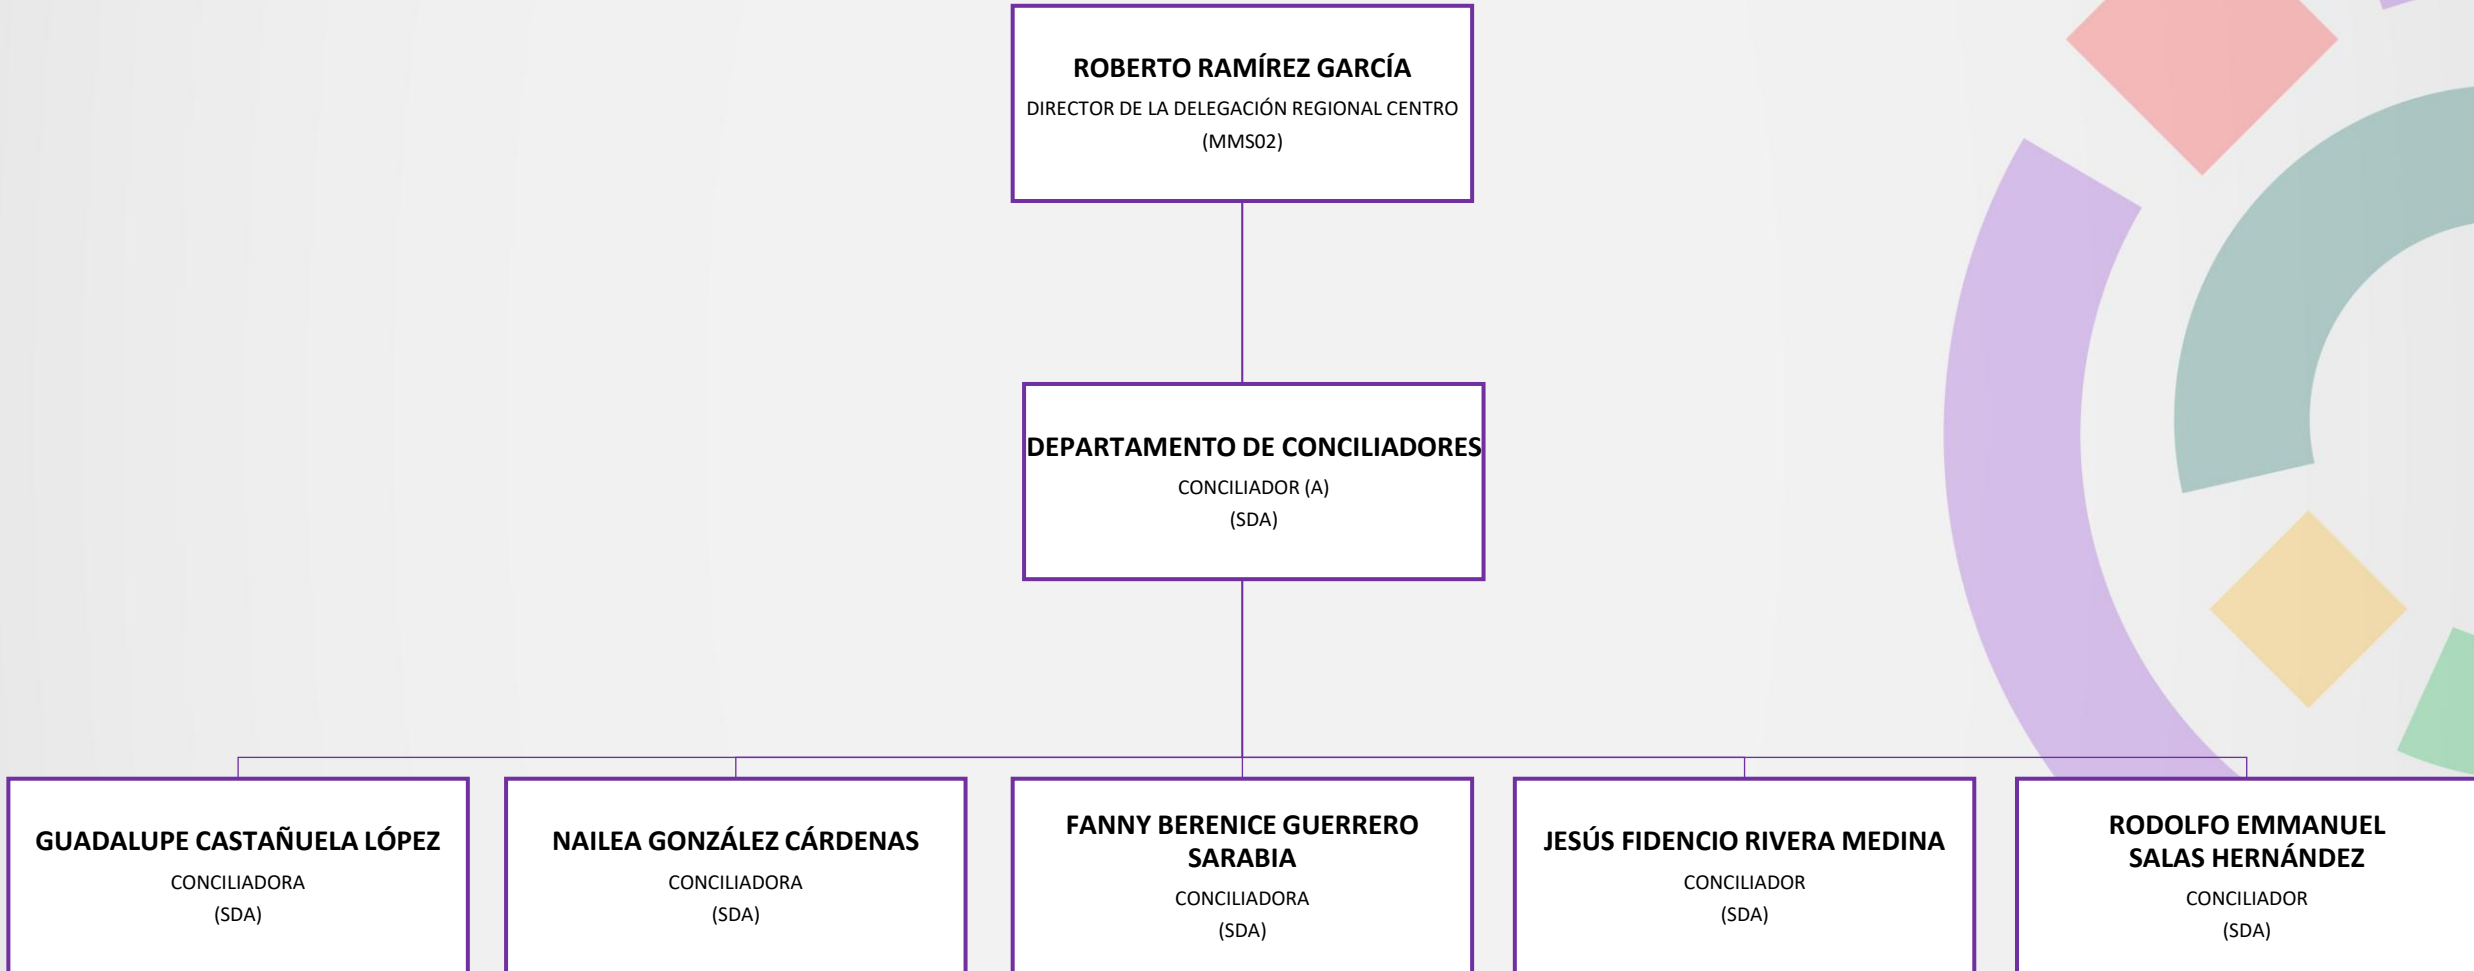 ROBERTO RAMÍREZ GARCÍA
DIRECTOR DE LA DELEGACIÓN REGIONAL CENTRO
(MMS02)
DEPARTAMENTO DE CONCILIADORES
CONCILIADOR (A)
(SDA)
GUADALUPE CASTAÑUELA LÓPEZ
CONCILIADORA
(SDA)
NAILEA GONZÁLEZ CÁRDENAS
CONCILIADORA
(SDA)
FANNY BERENICE GUERRERO
SARABIA
CONCILIADORA
(SDA)
JESÚS FIDENCIO RIVERA MEDINA
CONCILIADOR
(SDA)
RODOLFO EMMANUEL
SALAS HERNÁNDEZ
CONCILIADOR
(SDA)